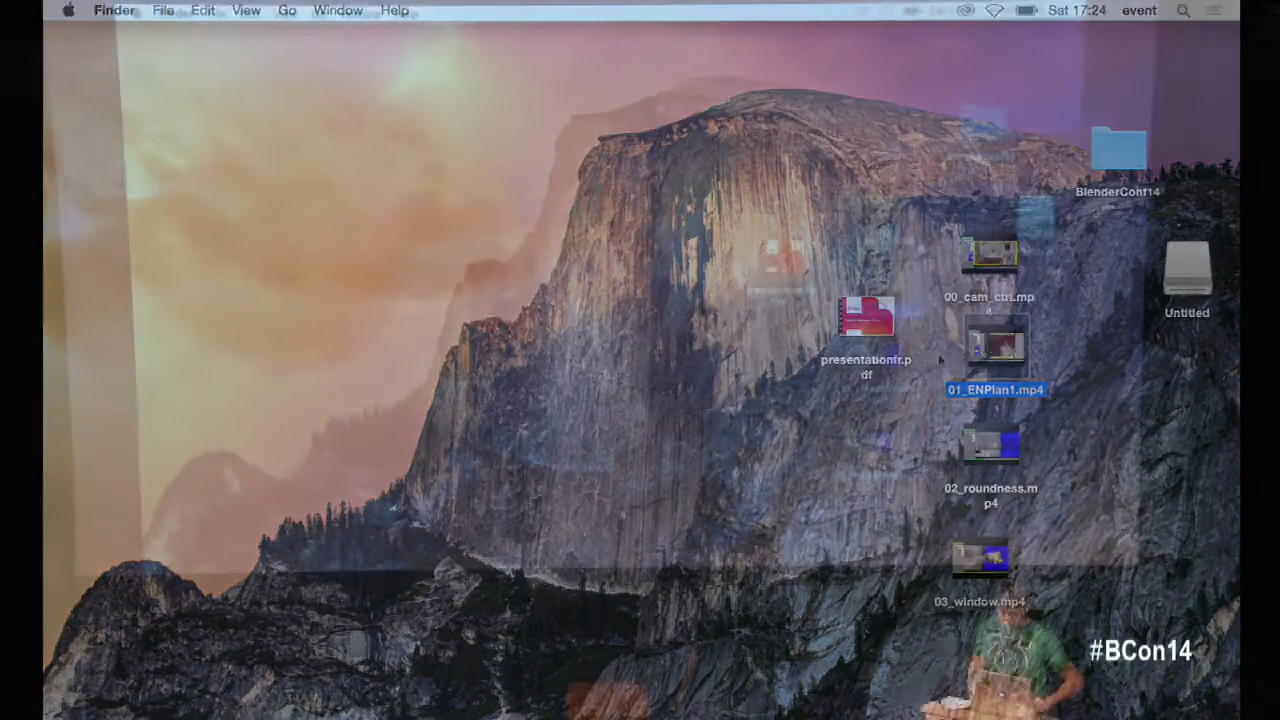 Finder File Edit View Go Window Help Sat 17:24 event
BlenderConf14
00_cam_ctrl.mp
4
Untitled
presentationfr.p
df
01_ENPlan1.mp4
02_roundness.m
p4
03_window.mp4
#BCon14